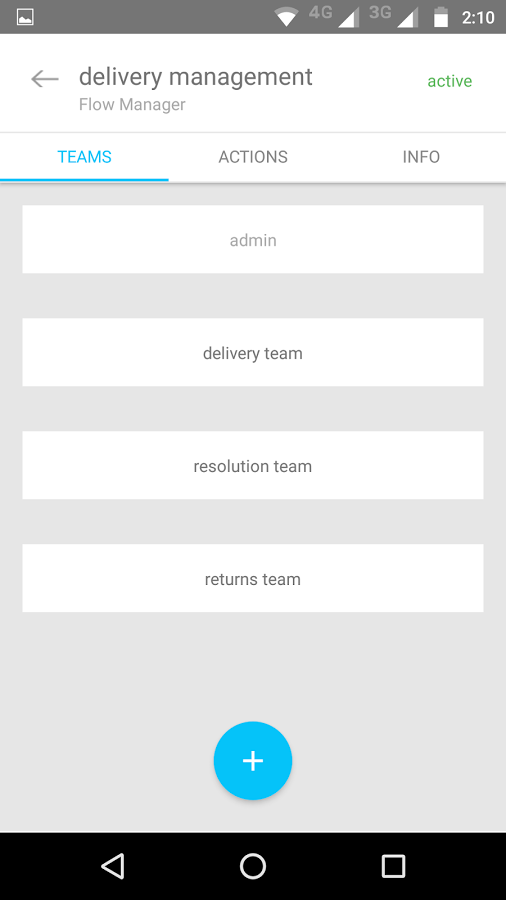 4G 3G 2:10
delivery management
active
Flow Manager
TEAMS ACTIONS INFO
admin
delivery team
resolution team
returns team
+